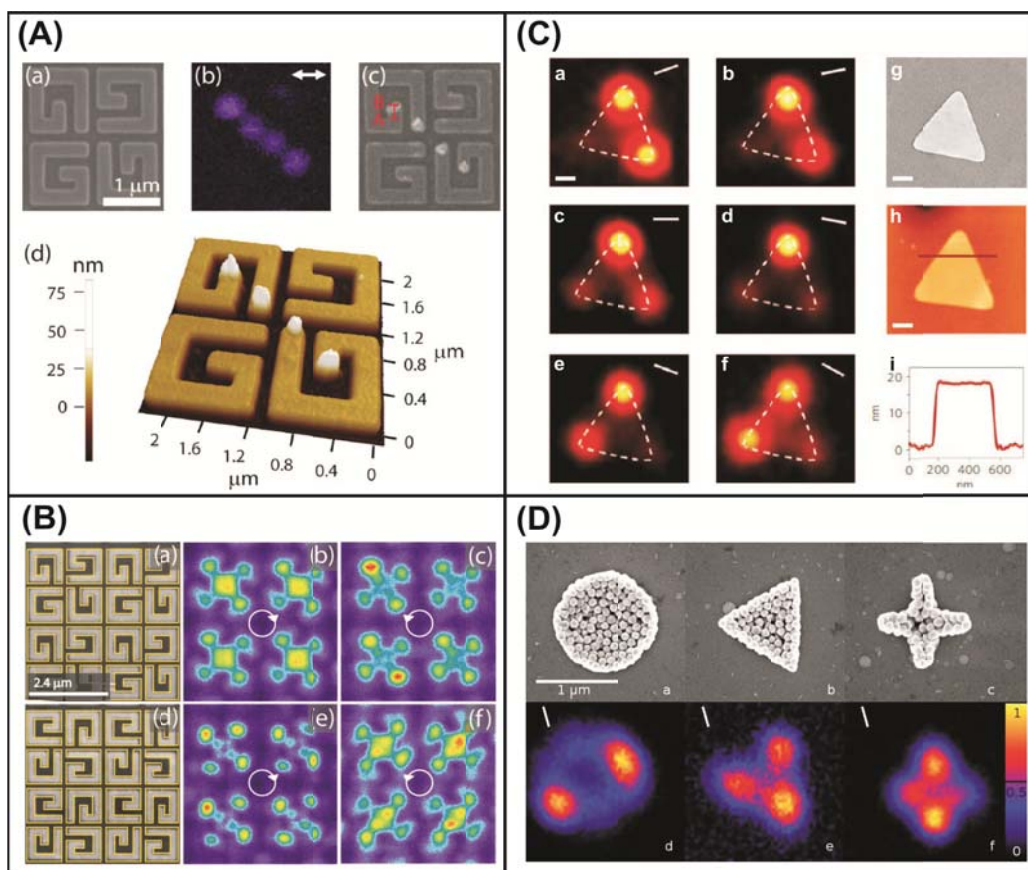 (A)
(a)
(b)
(c)
1 μm
(d)
nm
75
50
25
0
2
1.6
1.2
0.8
0.4
0
μm
2
1.6
1.2
0.8
0.4
0
μm
(C)
a
b
g
c
d
h
e
f
i
20
10
0
nm
0 200 400 600
nm
(B)
(a)
(b)
(c)
2.4 μm
(d)
(e)
(f)
(D)
1 μm
a
b
c
1
0.5
0
d
e
f